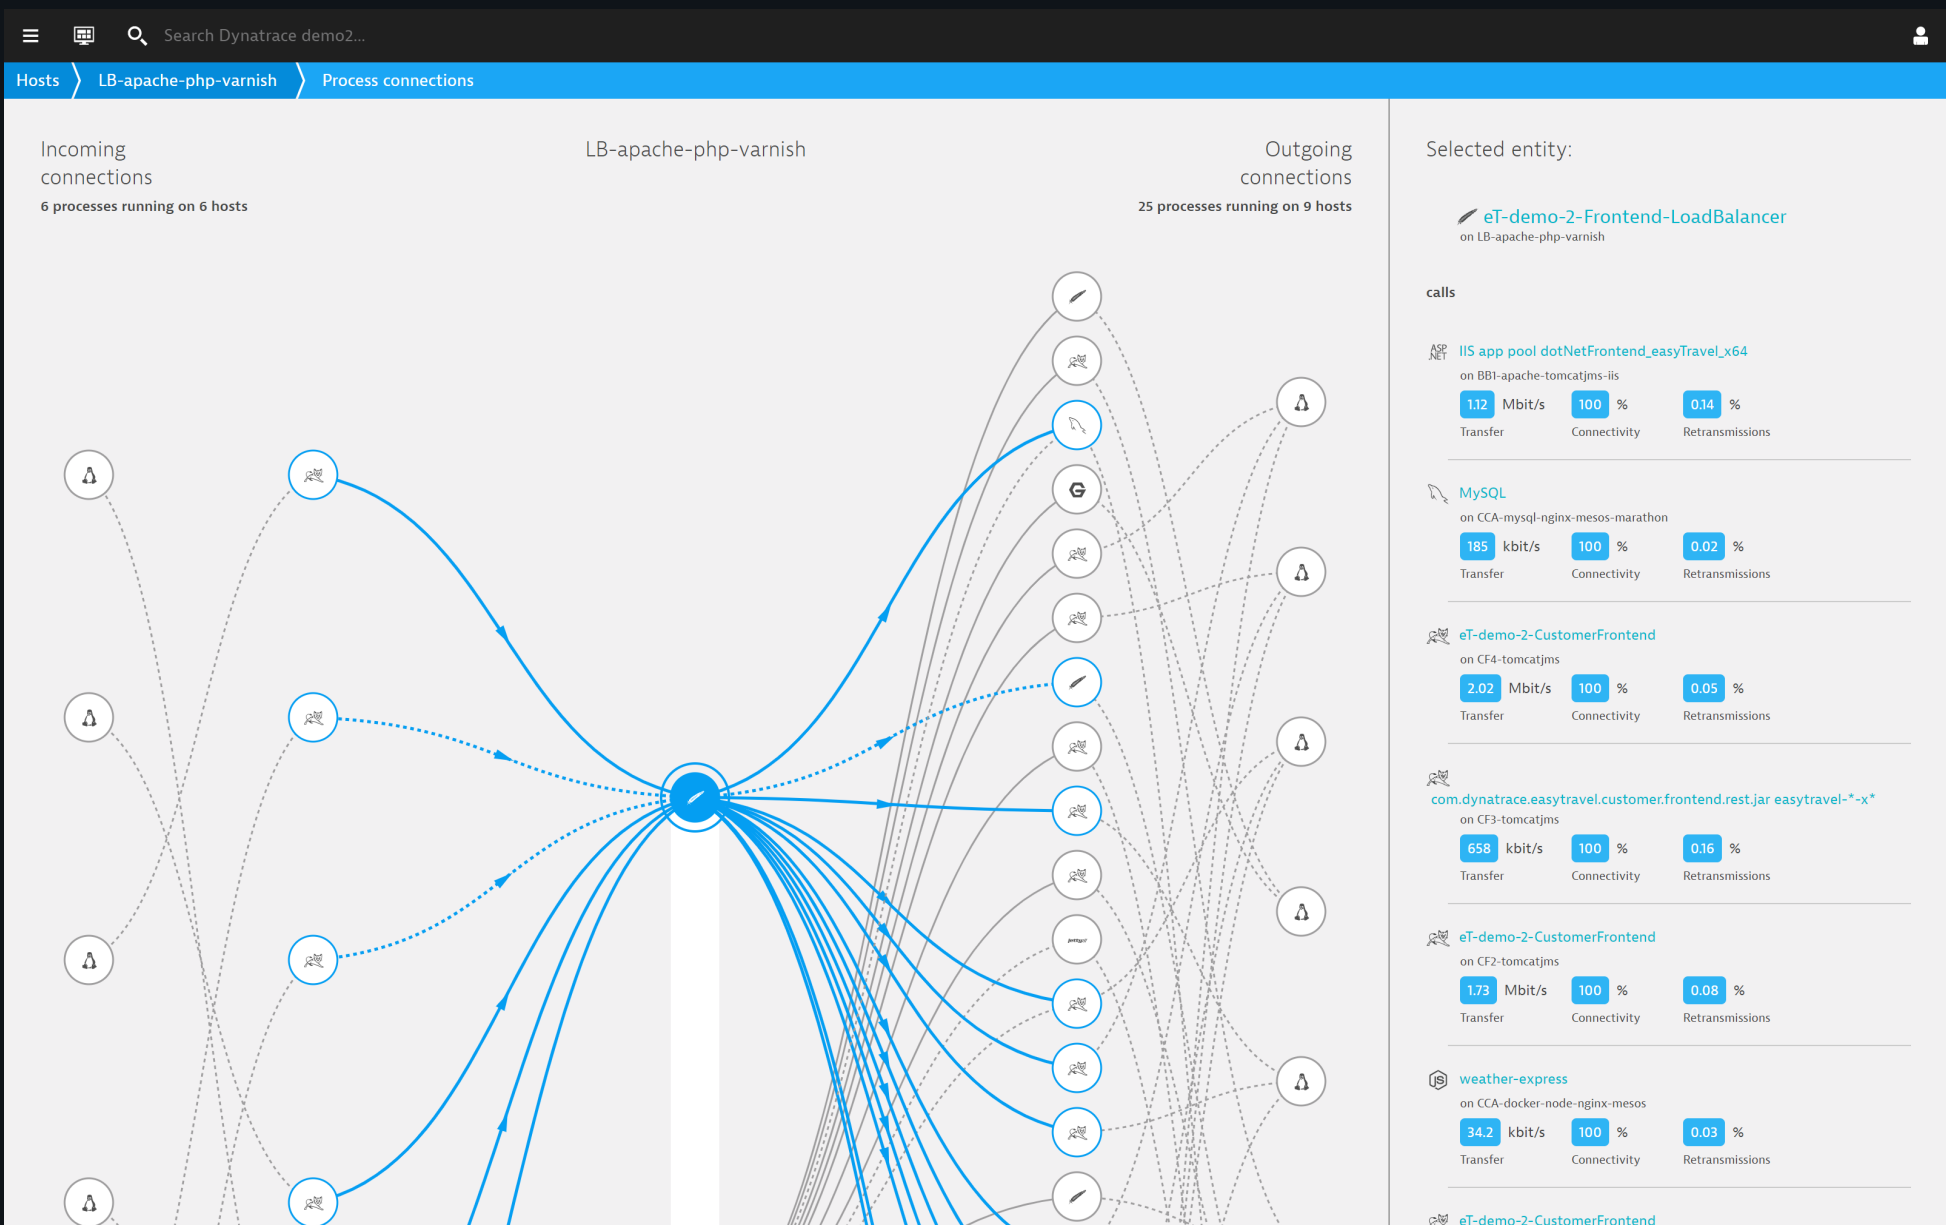 Search Dynatrace demo2...
Hosts
LB-apache-php-varnish
Process connections
Incoming
connections
6 processes running on 6 hosts
LB-apache-php-varnish
Outgoing
connections
25 processes running on 9 hosts
Selected entity:
eT-demo-2-Frontend-LoadBalancer
on LB-apache-php-varnish
calls
ASP
.NET
IIS app pool dotNetFrontend_easyTravel_x64
on BB1-apache-tomcatjms-iis
1.12 Mbit/s 100 % 0.14 %
Transfer Connectivity Retransmissions
MySQL
on CCA-mysql-nginx-mesos-marathon
185 kbit/s 100 % 0.02 %
Transfer Connectivity Retransmissions
eT-demo-2-CustomerFrontend
on CF4-tomcatjms
2.02 Mbit/s 100 % 0.05 %
Transfer Connectivity Retransmissions
com.dynatrace.easytravel.customer.frontend.rest.jar easytravel-*-x*
on CF3-tomcatjms
658 kbit/s 100 % 0.16 %
Transfer Connectivity Retransmissions
eT-demo-2-CustomerFrontend
on CF2-tomcatjms
1.73 Mbit/s 100 % 0.08 %
Transfer Connectivity Retransmissions
JS
weather-express
on CCA-docker-node-nginx-mesos
34.2 kbit/s 100 % 0.03 %
Transfer Connectivity Retransmissions
eT-demo-2-CustomerFrontend